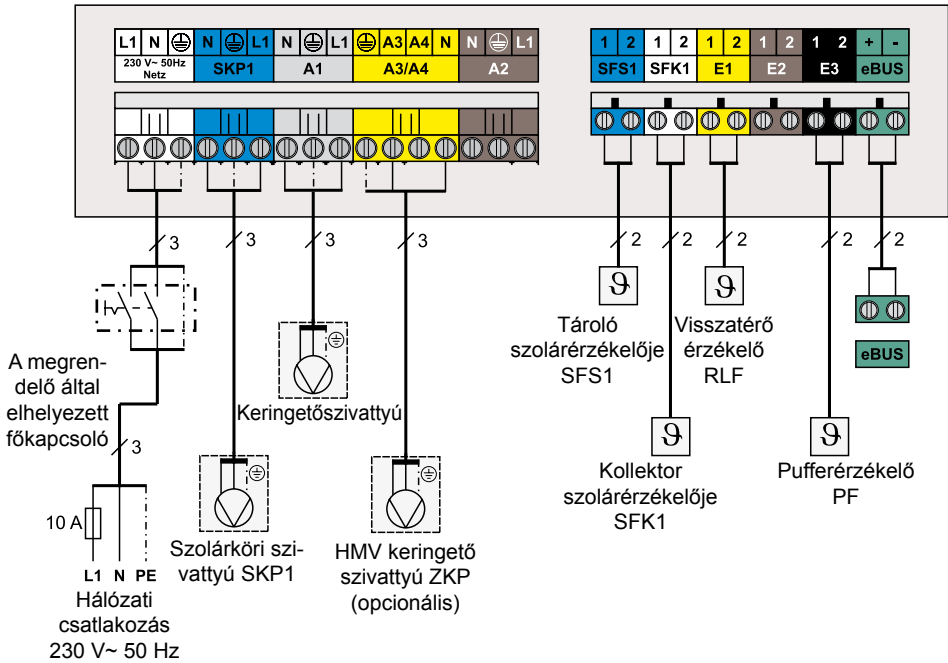 L1 N N L1 N L1 A3 A4 N N L1
230 V~ 50Hz
Netz
SKP1
A1
A3/A4
A2
1 2 1 2 1 2 1 2 1 2 + -
SFS1 SFK1 E1 E2 E3 eBUS
3 3 3 3 2 2 2 2 2
ϑ
Tároló
szolárérzékelője
SFS1
ϑ
Visszatérő
érzékelő
RLF
eBUS
A megren-
delő által
elhelyezett
főkapcsoló
3
Keringetőszivattyú
ϑ
Kollektor
szolárérzékelője
SFK1
ϑ
Pufferérzékelő
PF
10 A
L1 N PE
Hálózati
csatlakozás
230 V~ 50 Hz
Szolárköri szi-
vattyú SKP1
HMV keringető
szivattyú ZKP
(opcionális)